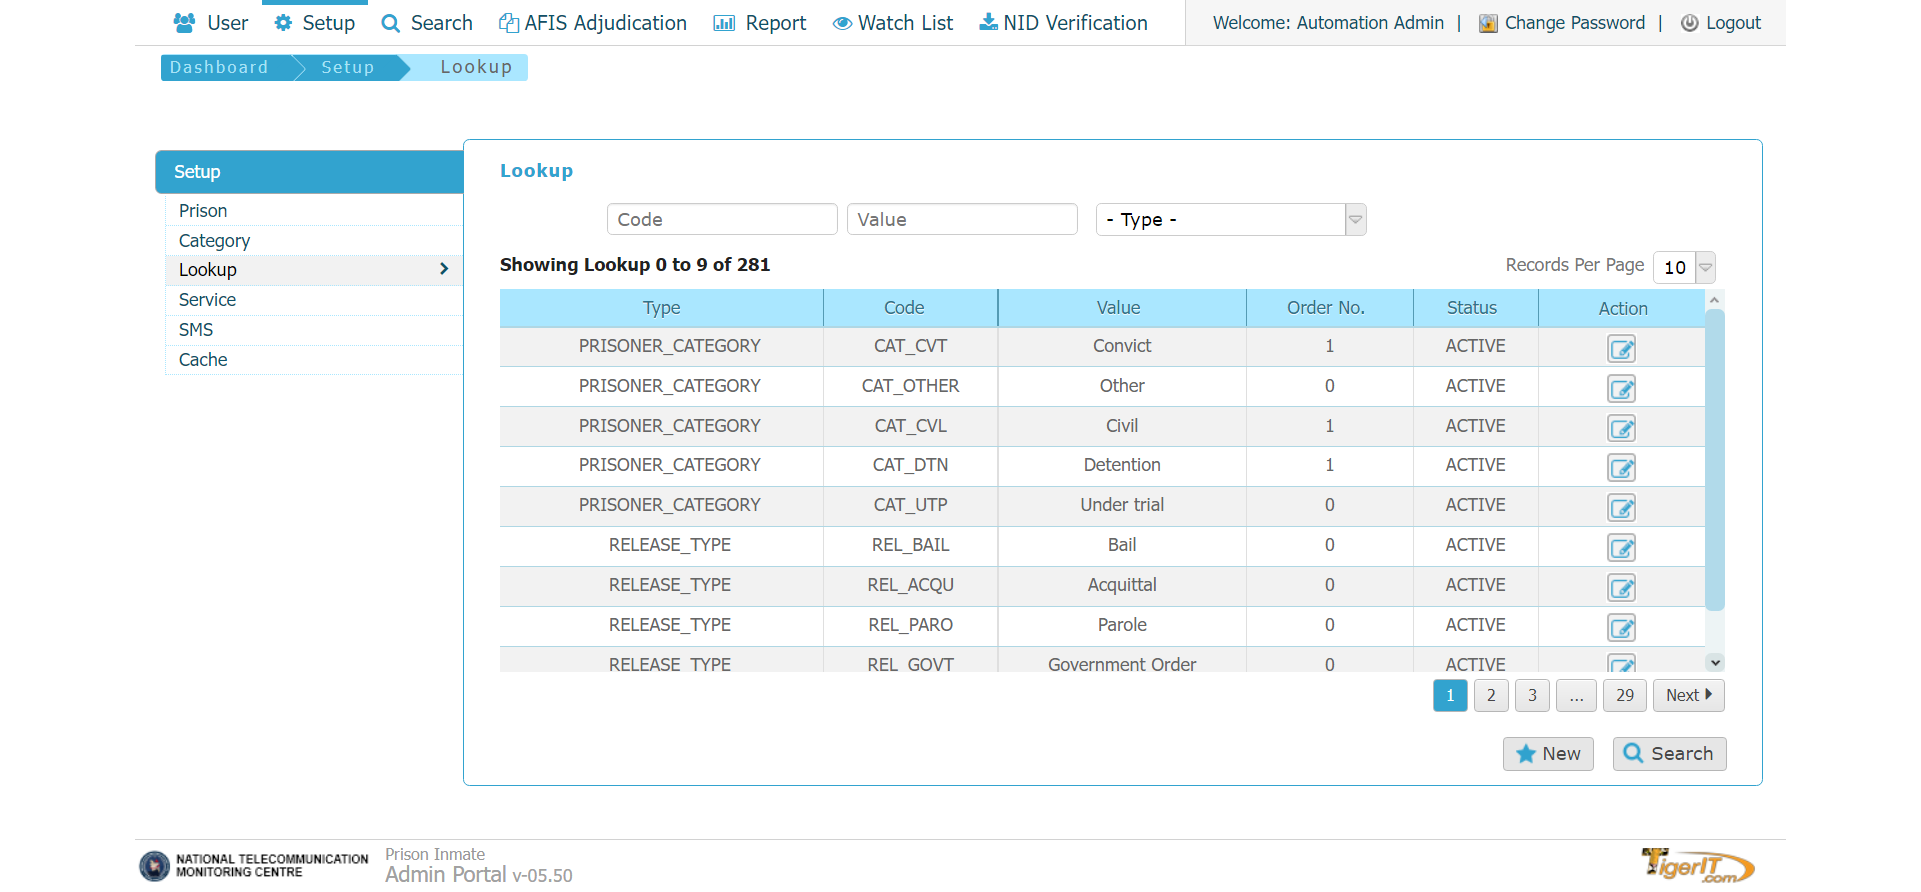 User Setup Search AFIS Adjudication Report Watch List NID Verification Welcome: Automation Admin | Change Password | Logout
Dashboard Setup Lookup
Setup
Prison
Category
Lookup
Service
SMS
Cache
Lookup
Code Value - Type -
Showing Lookup 0 to 9 of 281 Records Per Page 10
Type Code Value Order No. Status Action
PRISONER_CATEGORY CAT_CVT Convict 1 ACTIVE
PRISONER_CATEGORY CAT_OTHER Other 0 ACTIVE
PRISONER_CATEGORY CAT_CVL Civil 1 ACTIVE
PRISONER_CATEGORY CAT_DTN Detention 1 ACTIVE
PRISONER_CATEGORY CAT_UTP Under trial 0 ACTIVE
RELEASE_TYPE REL_BAIL Bail 0 ACTIVE
RELEASE_TYPE REL_ACQU Acquittal 0 ACTIVE
RELEASE_TYPE REL_PARO Parole 0 ACTIVE
RELEASE_TYPE REL_GOVT Government Order 0 ACTIVE
1 2 3 ... 29 Next
New Search
NATIONAL TELECOMMUNICATION
MONITORING CENTRE
Prison Inmate
Admin Portal v-05.50
TigerIT.com